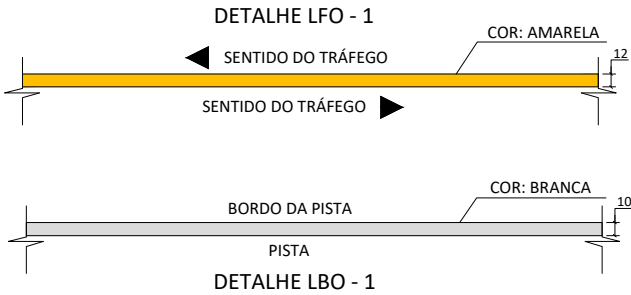 DETALHE LFO - 1
COR: AMARELA
SENTIDO DO TRÁFEGO
12
SENTIDO DO TRÁFEGO
COR: BRANCA
BORDO DA PISTA
10
PISTA
DETALHE LBO - 1